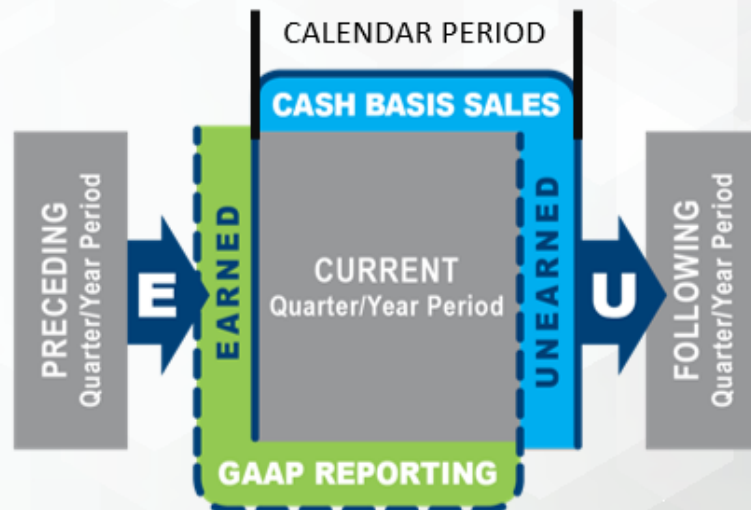 CALENDAR PERIOD
CASH BASIS SALES
PRECEDING
Quarter/Year Period
E
EARNED
CURRENT
Quarter/Year Period
UNEARNED
U
FOLLOWING
Quarter/Year Period
GAAP REPORTING